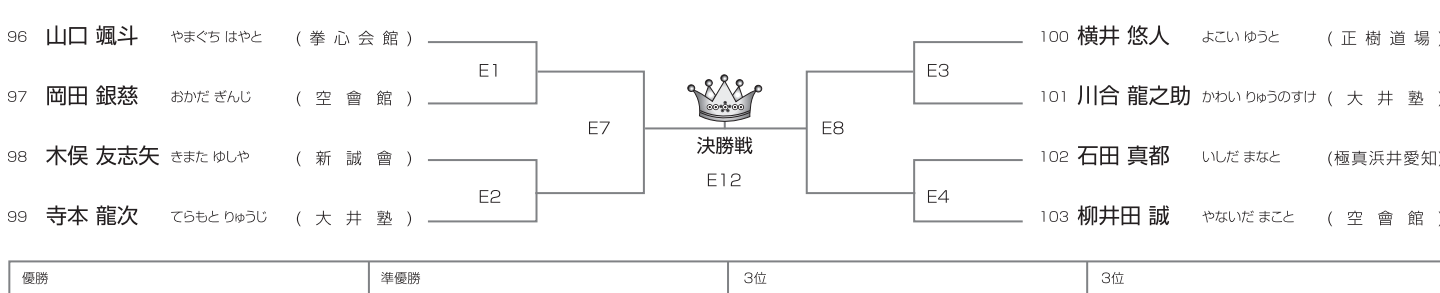 96 山口 颯斗 やまぐち はやと (拳心会館)
97 岡田 銀慈 おかだ ぎんじ (空會館)
98 木俣 友志矢 きまた ゆしや (新誠會)
99 寺本 龍次 てらもと りゅうじ (大井塾)
E1
E2
E7
決勝戦
E12
E8
E3
E4
100 横井 悠人 よこい ゆうと (正樹道場)
101 川合 龍之助 かわい りゅうのすけ (大井塾)
102 石田 真都 いしだ まなと (極真浜井愛知)
103 柳井田 誠 やないだ まこと (空會館)
優勝 準優勝 3位 3位